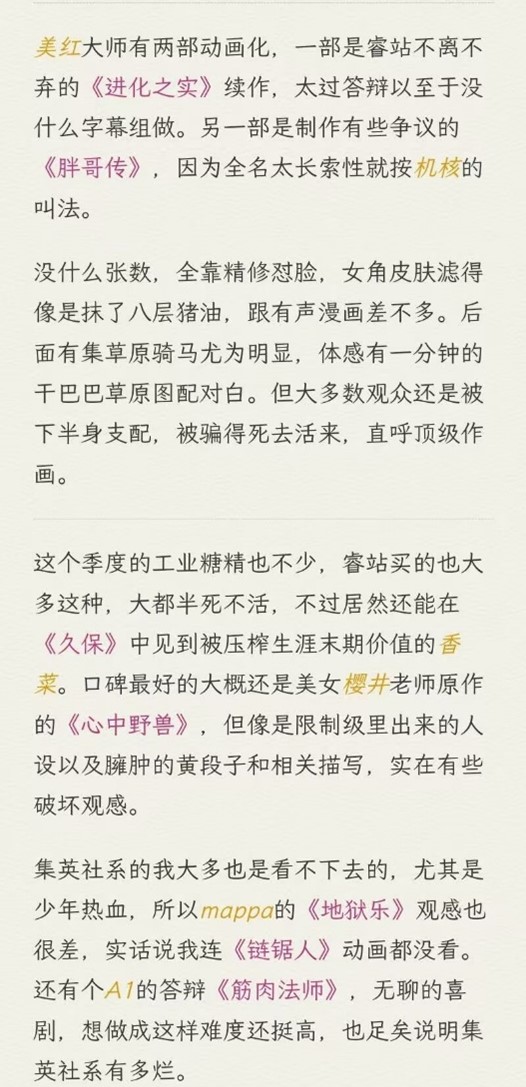 美红大师有两部动画化，一部是睿站不离不
弃的《进化之实》续作，太过答辩以至于没
什么字幕组做。另一部是制作有些争议的
《胖哥传》，因为全名太长索性就按机核的
叫法。
没什么张数，全靠精修怼脸，女角皮肤滤得
像是抹了八层猪油，跟有声漫画差不多。后
面有集草原骑马尤为明显，体感有一分钟的
干巴巴草原图配对白。但大多数观众还是被
下半身支配，被骗得死去活来，直呼顶级作
画。
这个季度的工业糖精也不少，睿站买的也大
多这种，大都半死不活，不过居然还能在
《久保》中见到被压榨生涯末期价值的香
菜。口碑最好的大概还是美女樱井老师原作
的《心中野兽》，但像是限制级里出来的人
设以及臃肿的黄段子和相关描写，实在有些
破坏观感。
集英社系的我大多也是看不下去的，尤其是
少年热血，所以mappa的《地狱乐》观感也
很差，实话说我连《链锯人》动画都没看。
还有个A1的答辩《筋肉法师》，无聊的喜
剧，想做成这样难度还挺高，也足矣说明集
英社系有多烂。